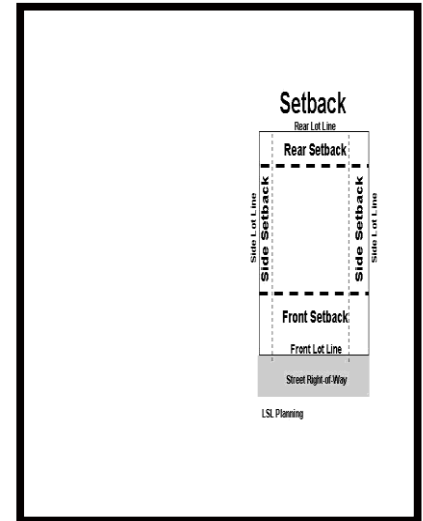 Setback
Rear Lot Line
Rear Setback
Side Lot Line
Side Setback
Side Setback
Side Lot Line
Front Setback
Front Lot Line
Street Right-of-Way
LSL Planning